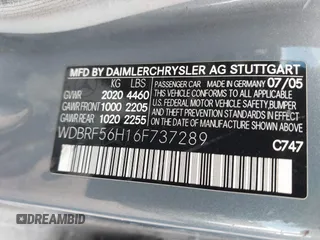 MFD. BY DAIMLERCHRYSLER AG STUTTGART
KG LBS PASSENGER CAR MADE IN GERMANY 07/05
GVWR 2020 4460
GAWR FRONT 1000 2205
GAWR REAR 1020 2255
THIS VEHICLE CONFORMS TO ALL APPLICABLE
U.S. FEDERAL MOTOR VEHICLE SAFETY, BUMPER,
AND THEFT PREVENTION STANDARDS IN EFFECT
ON THE DATE OF MANUFACTURE SHOWN ABOVE.
WDBRF56H16F737289
C747
DREAMBID